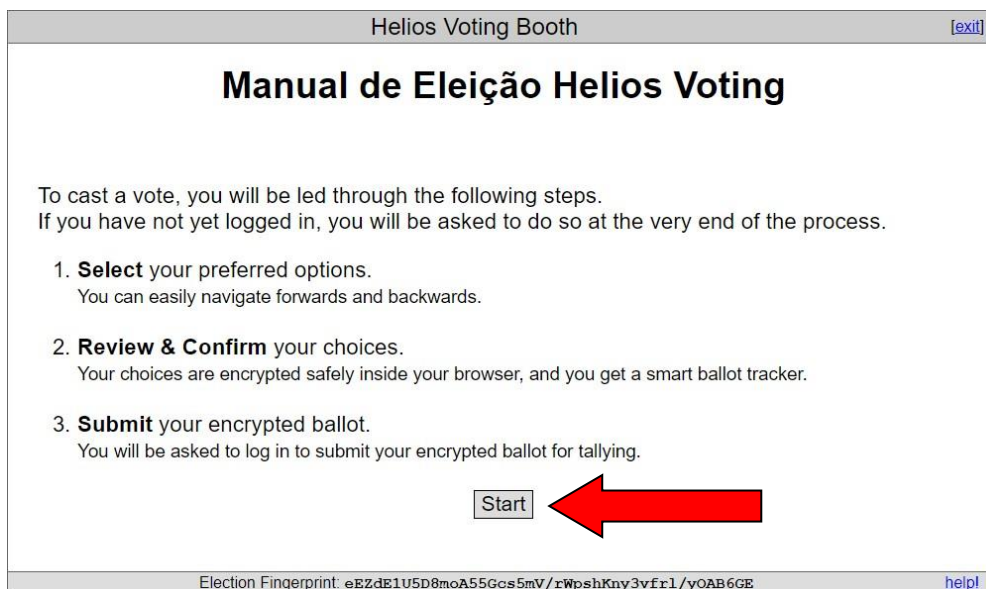 Helios Voting Booth [exit]
Manual de Eleição Helios Voting
To cast a vote, you will be led through the following steps.
If you have not yet logged in, you will be asked to do so at the very end of the process.
1. Select your preferred options.
You can easily navigate forwards and backwards.
2. Review & Confirm your choices.
Your choices are encrypted safely inside your browser, and you get a smart ballot tracker.
3. Submit your encrypted ballot.
You will be asked to log in to submit your encrypted ballot for tallying.
Start
Election Fingerprint: eEZdE1U5D8moA55Gcs5mV/rWpshKny3vfrl/yOAB6GE help!